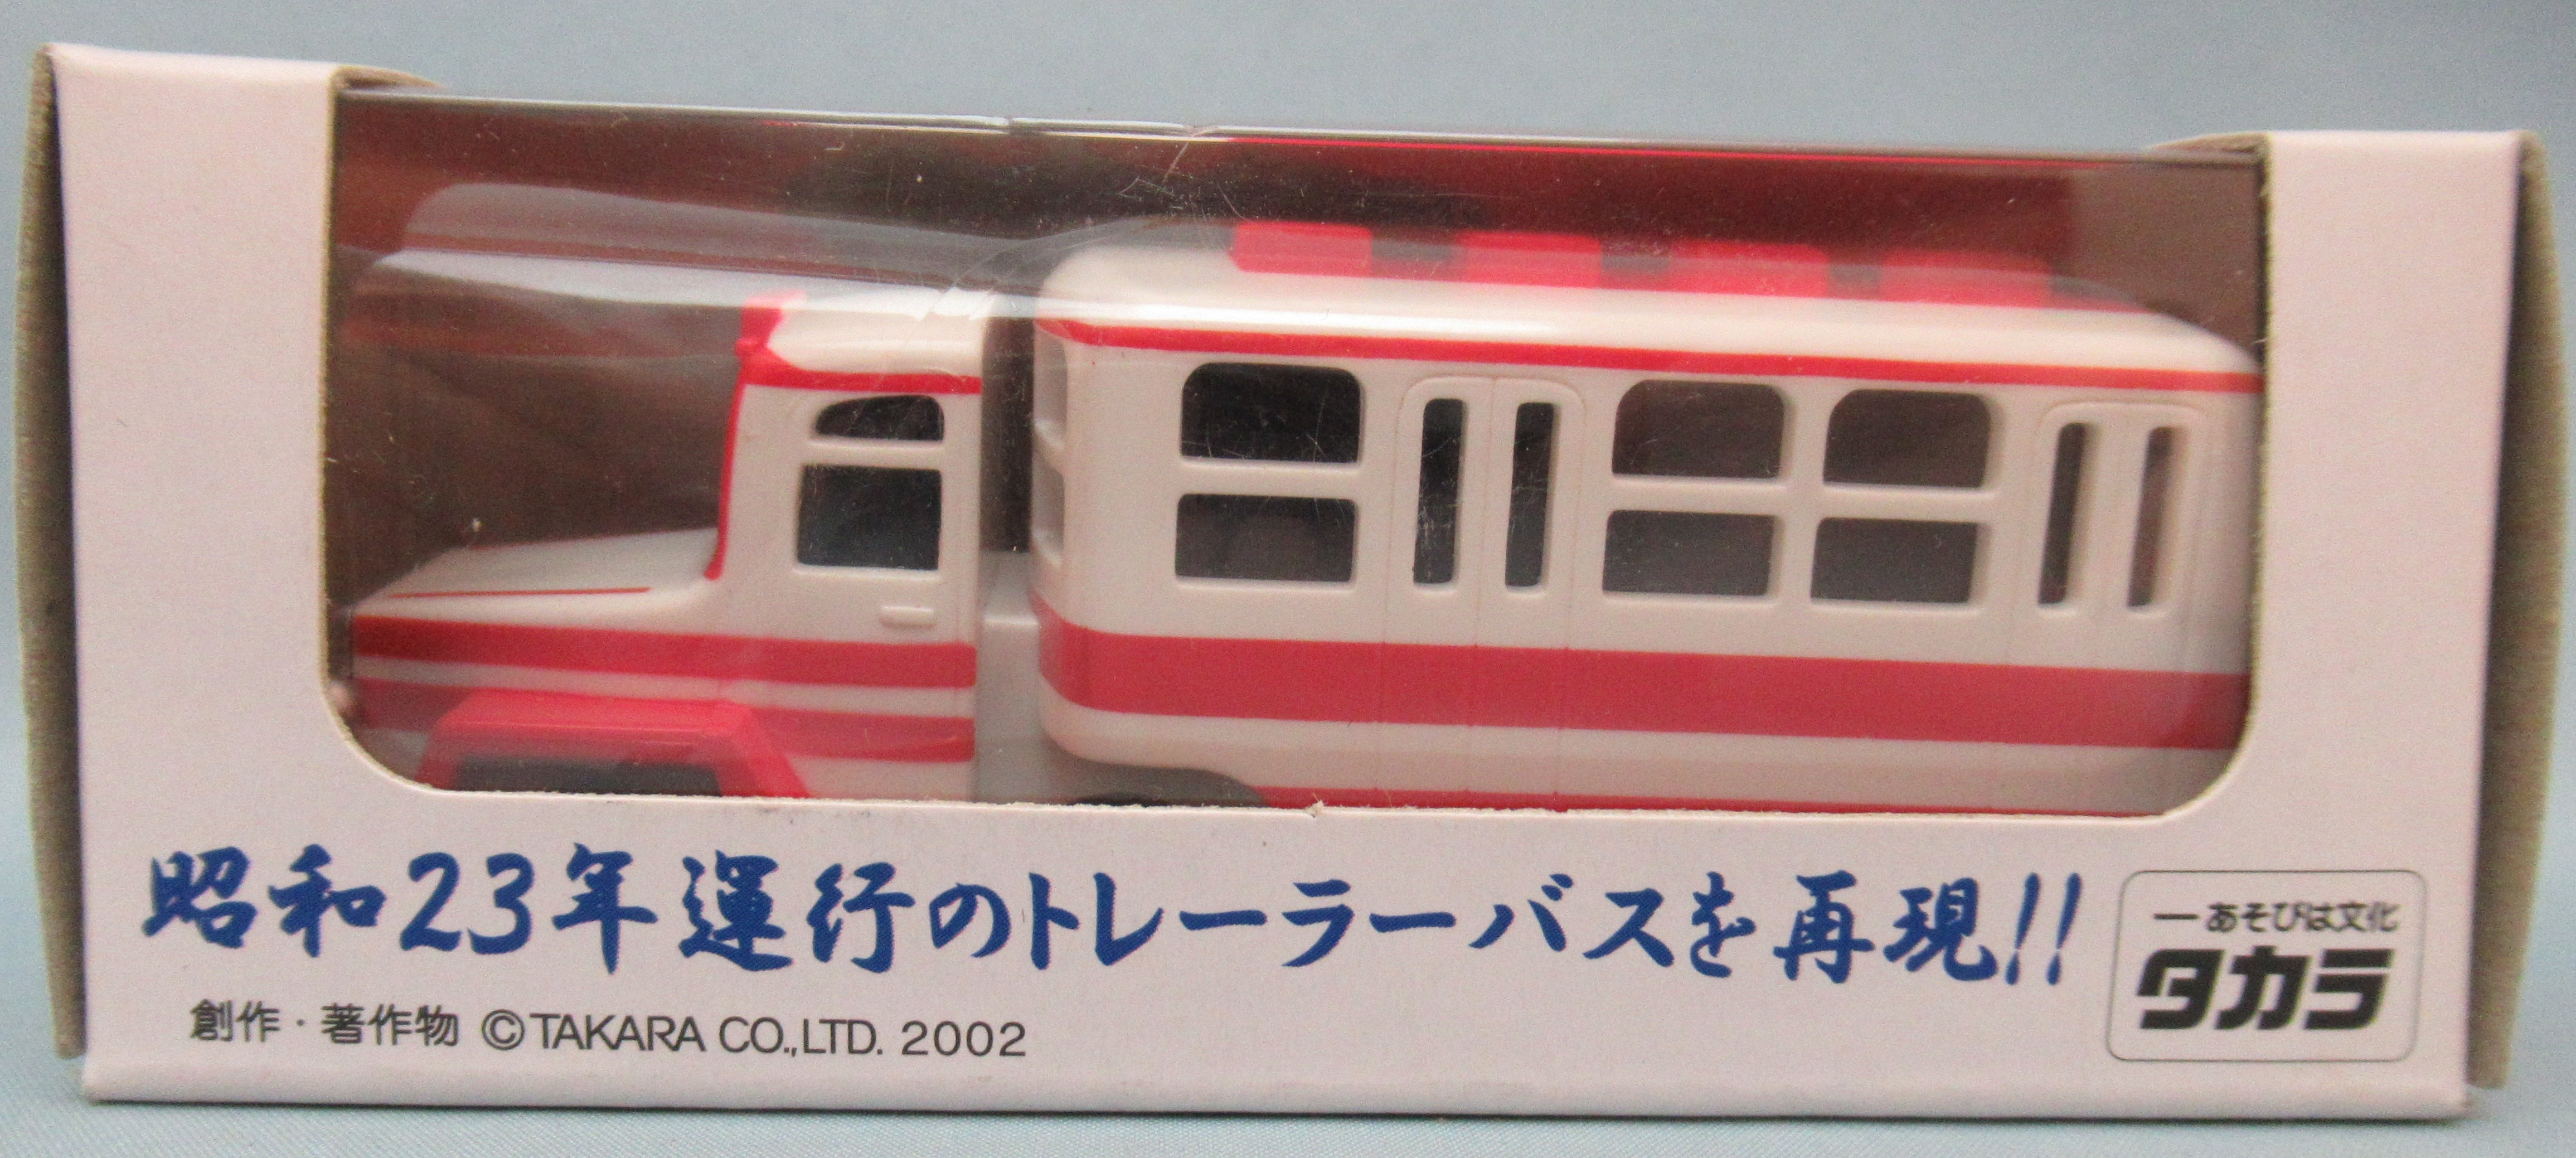 昭和23年運行のトレーラーバスを再現!!
創作・著作物 ©TAKARA CO.,LTD. 2002
—あそびは文化
タカラ